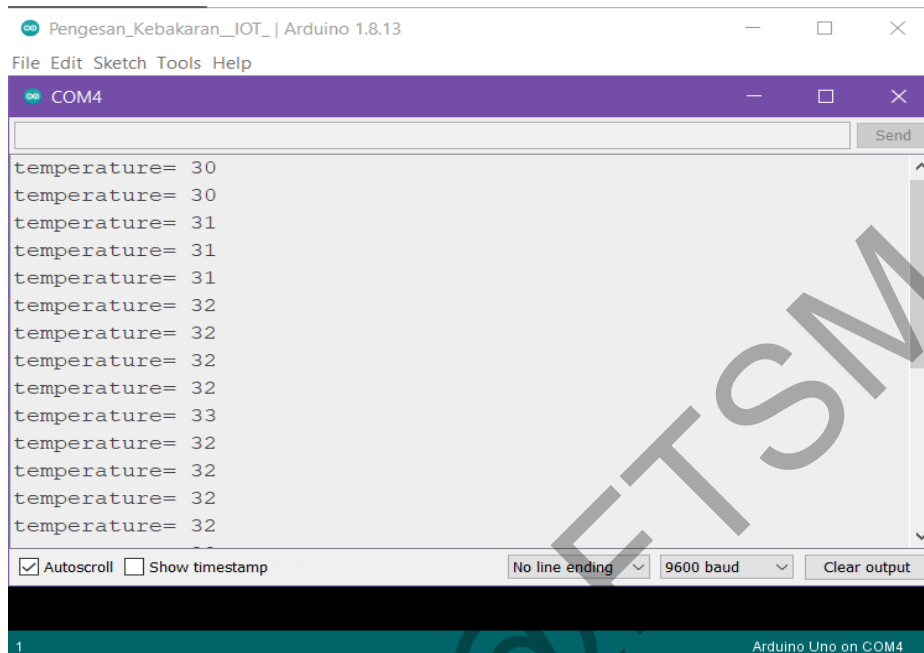 Pengesan_Kebakaran__IOT_ | Arduino 1.8.13
File Edit Sketch Tools Help
COM4
Send
temperature= 30
temperature= 30
temperature= 31
temperature= 31
temperature= 31
temperature= 32
temperature= 32
temperature= 32
temperature= 32
temperature= 33
temperature= 32
temperature= 32
temperature= 32
temperature= 32
Autoscroll Show timestamp No line ending 9600 baud Clear output
1 Arduino Uno on COM4
FTSM